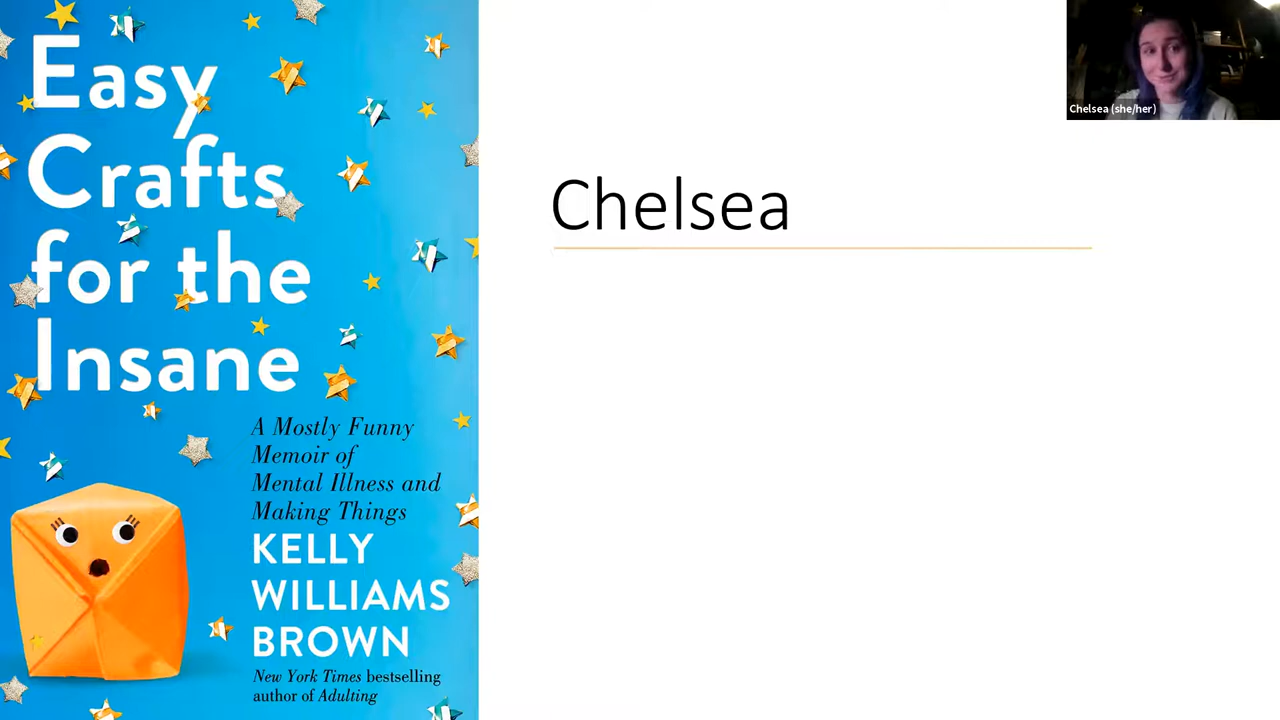 Easy
Crafts
for the
Insane
A Mostly Funny
Memoir of
Mental Illness and
Making Things
KELLY
WILLIAMS
BROWN
New York Times bestselling
author of Adulting
Chelsea
Chelsea (she/her)